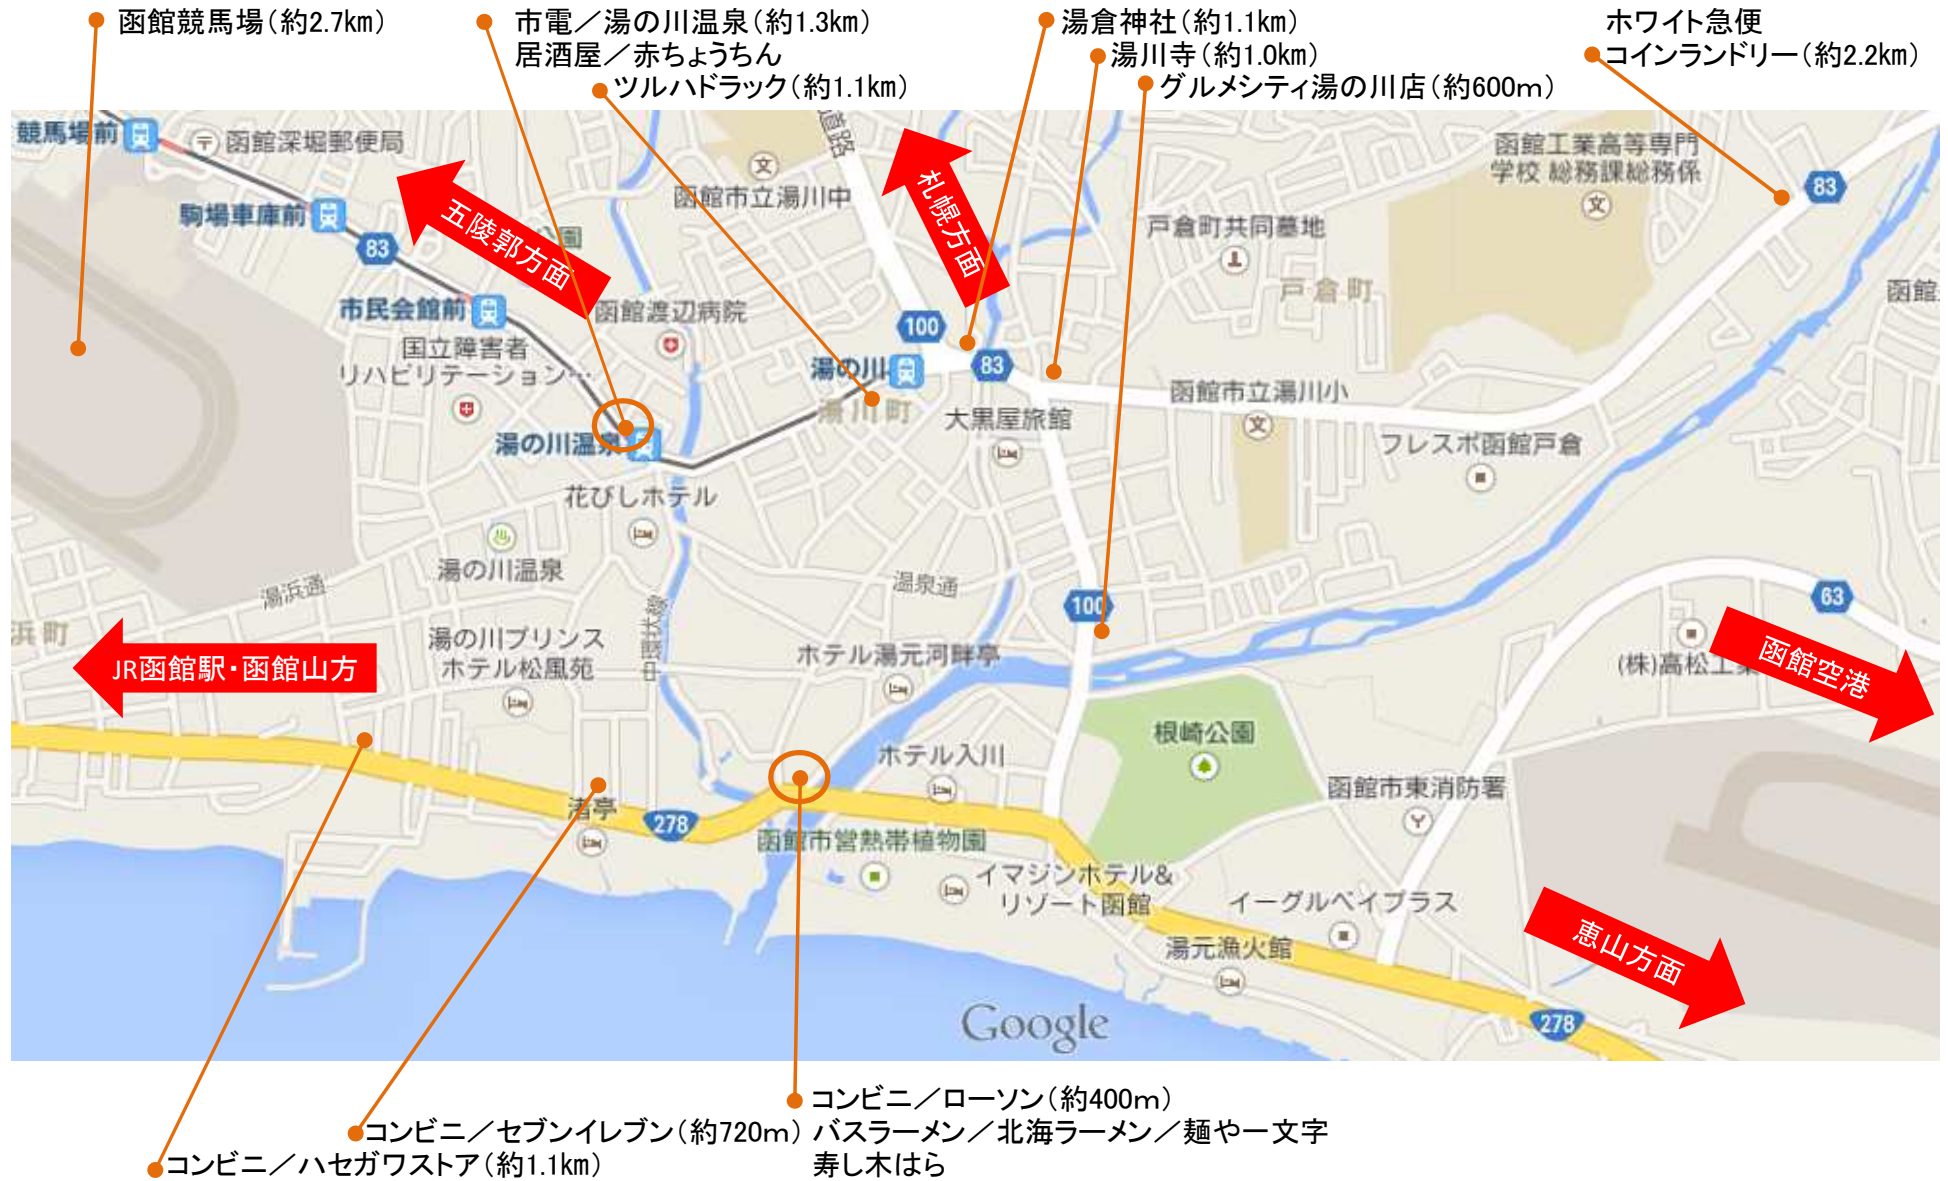 函館競馬場(約2.7km)
市電／湯の川温泉(約1.3km)
居酒屋／赤ちょうちん
ツルハドラック(約1.1km)
湯倉神社(約1.1km)
湯川寺(約1.0km)
グルメシティ湯の川店(約600m)
ホワイト急便
コインランドリー(約2.2km)
競馬場前
函館深堀郵便局
駒場車庫前
83
五陵郭方面
公園
函館市立湯川中
道路
札幌方面
函館工業高等専門
学校 総務課総務係
83
戸倉町共同墓地
戸倉町
函館
市民会館前
函館渡辺病院
国立障害者
リハビリテーション…
100
湯の川
83
湯川町
大黒屋旅館
函館市立湯川小
フレスポ函館戸倉
湯の川温泉
花びしホテル
湯の川温泉
湯浜通
温泉通
100
63
浜町
JR函館駅・函館山方
湯の川プリンス
ホテル松風苑
ホテル湯元河畔亭
(株)高松工業
函館空港
根崎公園
ホテル入川
函館市東消防署
渚亭
278
函館市営熱帯植物園
イマジンホテル&
リゾート函館
イーグルベイプラス
湯元漁火館
恵山方面
278
Google
コンビニ／ローソン(約400m)
コンビニ／セブンイレブン(約720m)
バスラーメン／北海ラーメン／麺や一文字
コンビニ／ハセガワストア(約1.1km)
寿し木はら